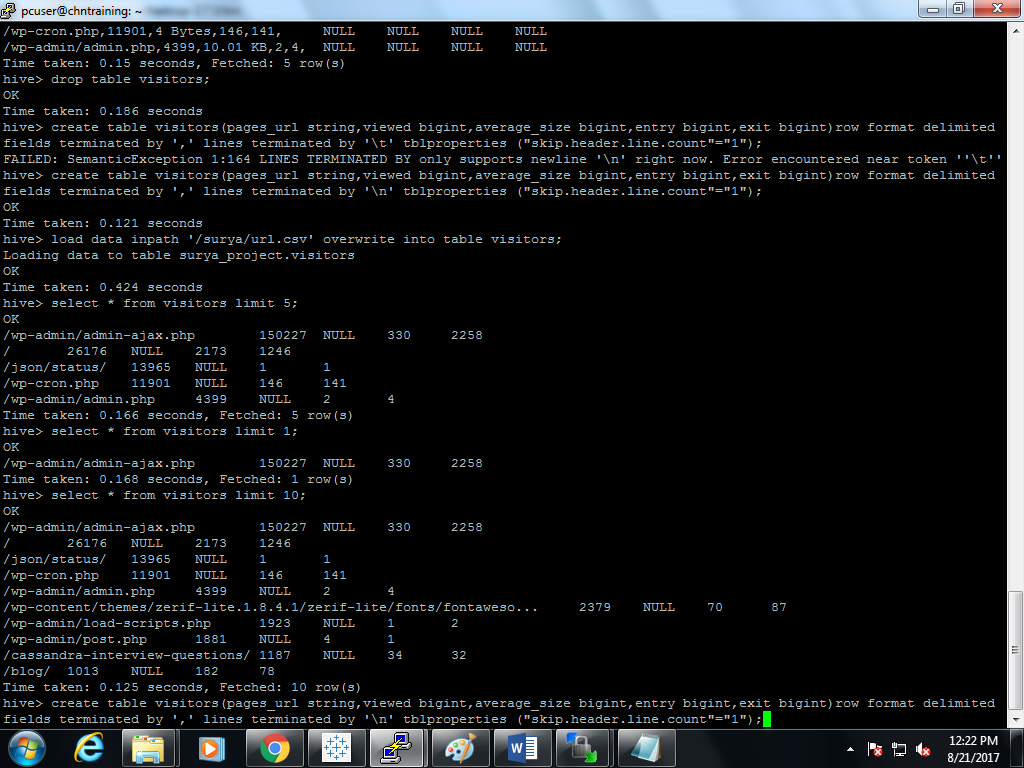 pcuser@chntraining: ~
/wp-cron.php,11901,4 Bytes,146,141, NULL NULL NULL NULL
/wp-admin/admin.php,4399,10.01 KB,2,4, NULL NULL NULL NULL
Time taken: 0.15 seconds, Fetched: 5 row(s)
hive> drop table visitors;
OK
Time taken: 0.186 seconds
hive> create table visitors(pages_url string,viewed bigint,average_size bigint,entry bigint,exit bigint)row format delimited
fields terminated by ',' lines terminated by '\t' tblproperties ("skip.header.line.count"="1");
FAILED: SemanticException 1:164 LINES TERMINATED BY only supports newline '\n' right now. Error encountered near token ''\t''
hive> create table visitors(pages_url string,viewed bigint,average_size bigint,entry bigint,exit bigint)row format delimited
fields terminated by ',' lines terminated by '\n' tblproperties ("skip.header.line.count"="1");
OK
Time taken: 0.121 seconds
hive> load data inpath '/surya/url.csv' overwrite into table visitors;
Loading data to table surya_project.visitors
OK
Time taken: 0.424 seconds
hive> select * from visitors limit 5;
OK
/wp-admin/admin-ajax.php 150227 NULL 330 2258
/ 26176 NULL 2173 1246
/json/status/ 13965 NULL 1 1
/wp-cron.php 11901 NULL 146 141
/wp-admin/admin.php 4399 NULL 2 4
Time taken: 0.166 seconds, Fetched: 5 row(s)
hive> select * from visitors limit 1;
OK
/wp-admin/admin-ajax.php 150227 NULL 330 2258
Time taken: 0.168 seconds, Fetched: 1 row(s)
hive> select * from visitors limit 10;
OK
/wp-admin/admin-ajax.php 150227 NULL 330 2258
/ 26176 NULL 2173 1246
/json/status/ 13965 NULL 1 1
/wp-cron.php 11901 NULL 146 141
/wp-admin/admin.php 4399 NULL 2 4
/wp-content/themes/zerif-lite.1.8.4.1/zerif-lite/fonts/fontaweso... 2379 NULL 70 87
/wp-admin/load-scripts.php 1923 NULL 1 2
/wp-admin/post.php 1881 NULL 4 1
/cassandra-interview-questions/ 1187 NULL 34 32
/blog/ 1013 NULL 182 78
Time taken: 0.125 seconds, Fetched: 10 row(s)
hive> create table visitors(pages_url string,viewed bigint,average_size bigint,entry bigint,exit bigint)row format delimited
fields terminated by ',' lines terminated by '\n' tblproperties ("skip.header.line.count"="1");
12:22 PM
8/21/2017